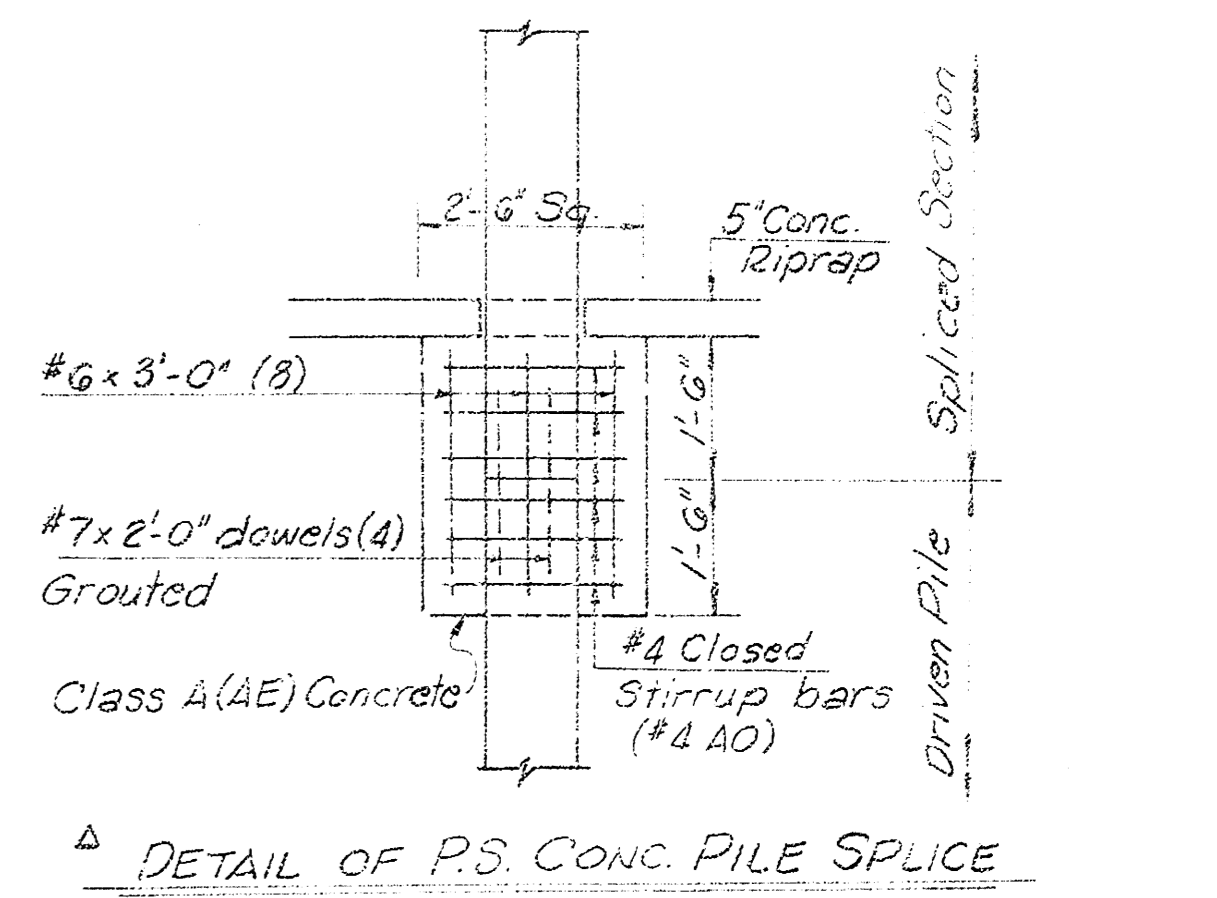 2'-6" Sq.
5" Conc.
Riprap
Spliced Section
#6 x 3'-0" (8)
1'-6"
1'-6"
#7 x 2'-0" dowels (4)
Grouted
Driven Pile
#4 Closed
Stirrup bars
(#4 AO)
Class A (AE) Concrete
Δ DETAIL OF P.S. CONC. PILE SPLICE